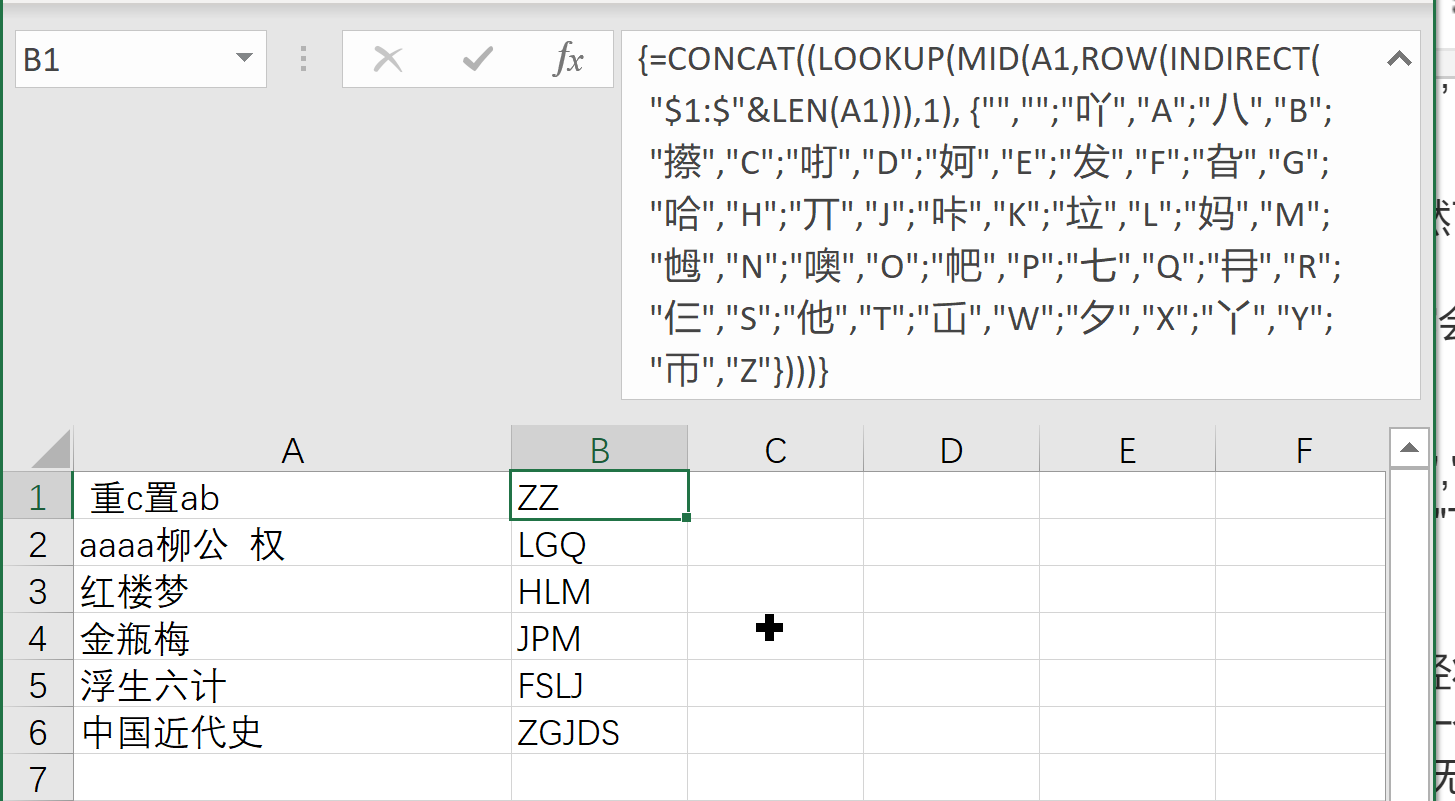 B1
fx
{=CONCAT((LOOKUP(MID(A1,ROW(INDIRECT(
"$1:$"&LEN(A1))),1), {"","";"吖","A";"八","B";
"攃","C";"咑","D";"妸","E";"发","F";"旮","G";
"哈","H";"丌","J";"咔","K";"垃","L";"妈","M";
"乸","N";"噢","O";"帊","P";"七","Q";"冄","R";
"仨","S";"他","T";"屲","W";"夕","X";"丫","Y";
"帀","Z"})))}
A B C D E F
1 重c置ab ZZ
2 aaaa柳公 权 LGQ
3 红楼梦 HLM
4 金瓶梅 JPM
5 浮生六计 FSLJ
6 中国近代史 ZGJDS
7